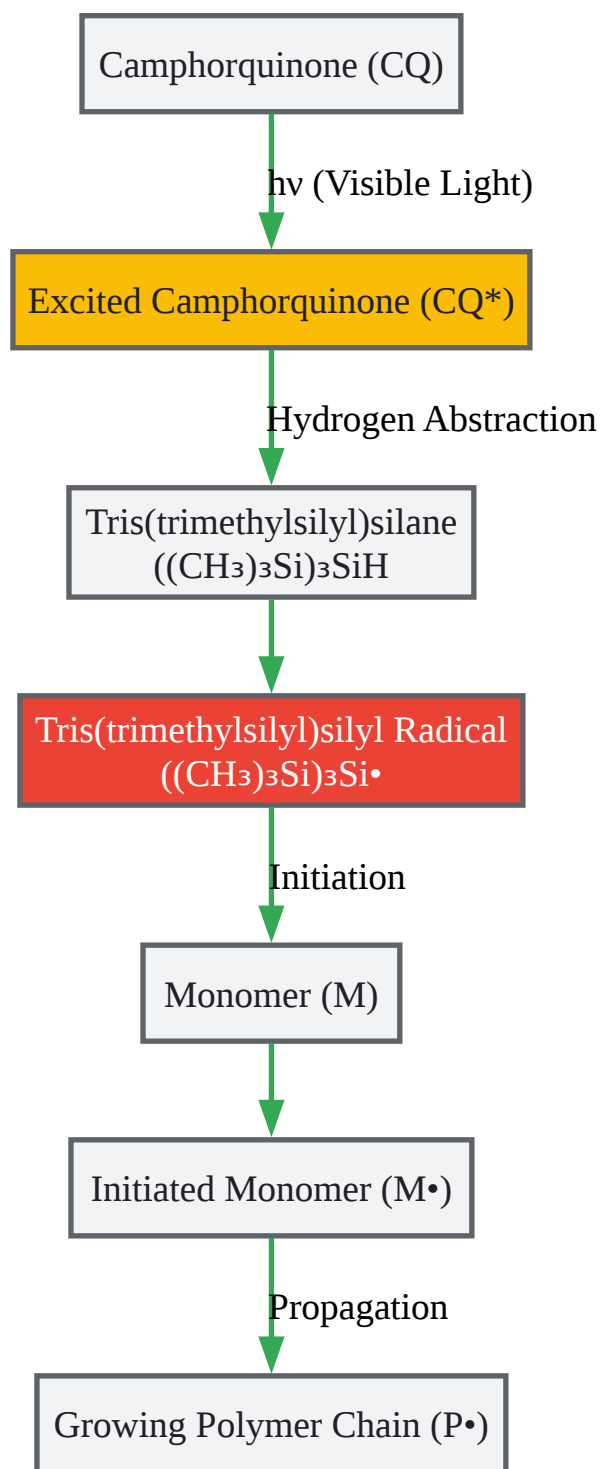 Camphorquinone (CQ)
hν (Visible Light)
Excited Camphorquinone (CQ*)
Hydrogen Abstraction
Tris(trimethylsilyl)silane
((CH₃)₃Si)₃SiH
Tris(trimethylsilyl)silyl Radical
((CH₃)₃Si)₃Si•
Initiation
Monomer (M)
Initiated Monomer (M•)
Propagation
Growing Polymer Chain (P•)